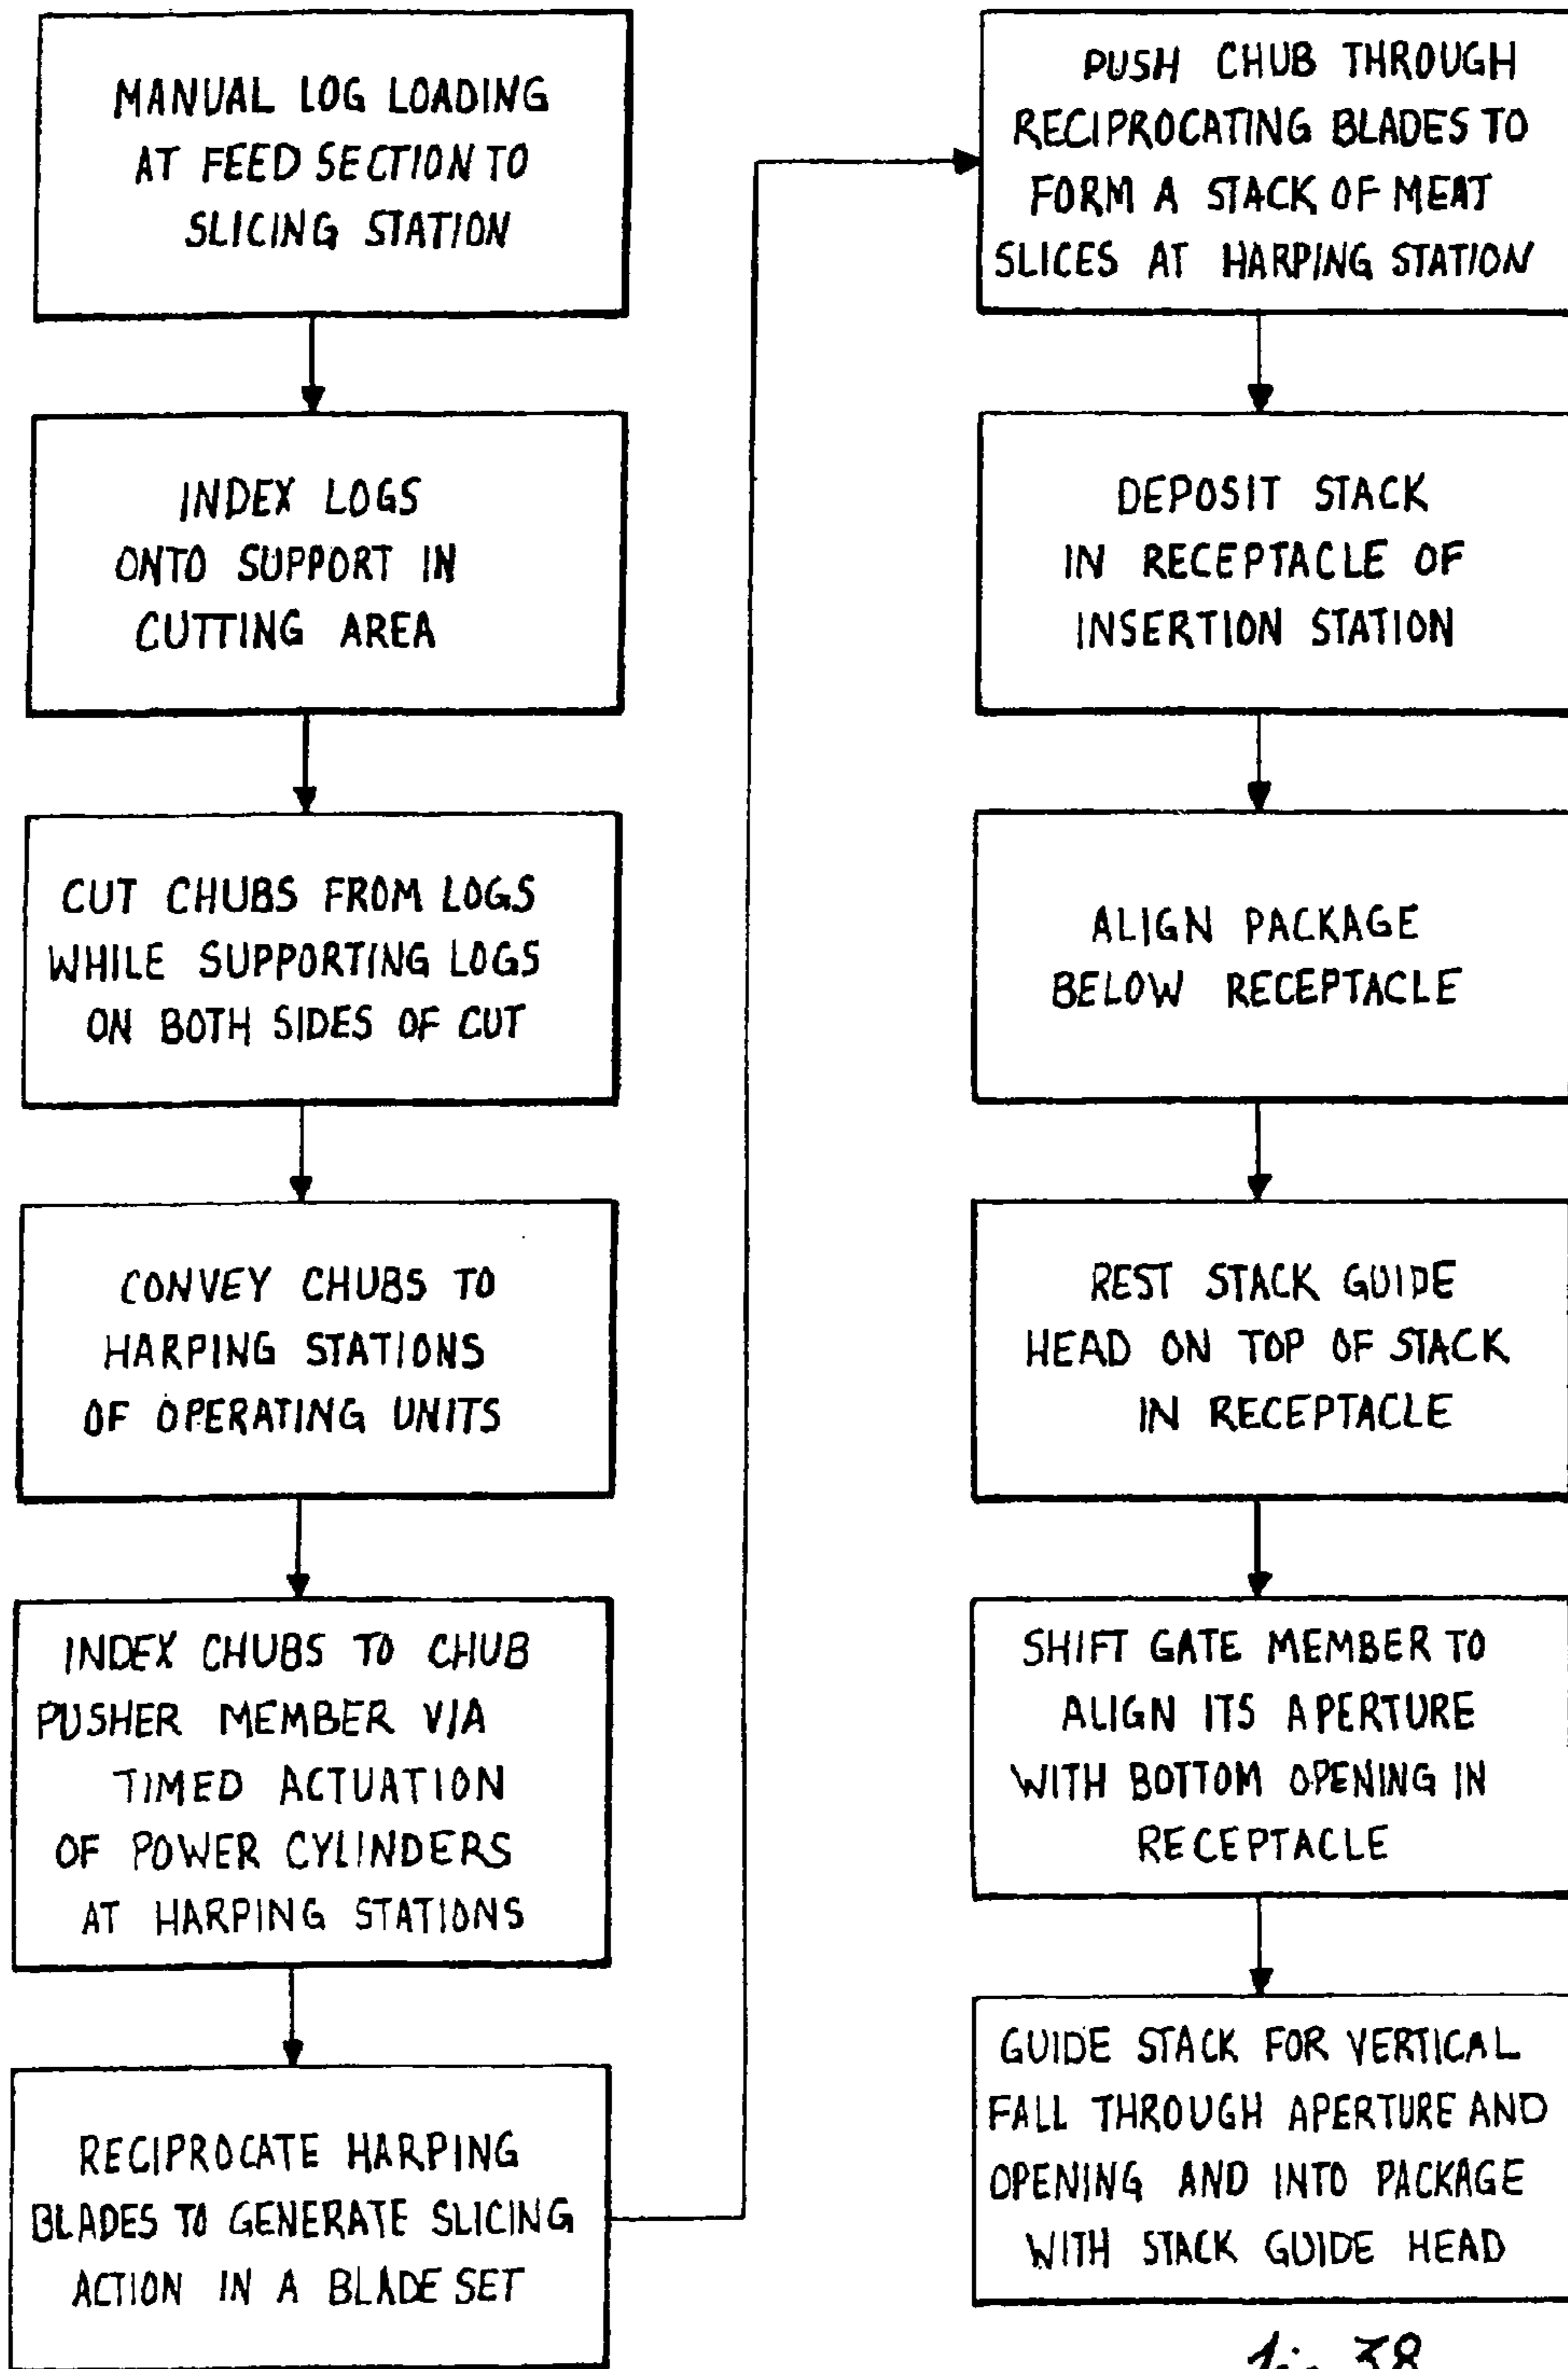 MANUAL LOG LOADING
AT FEED SECTION TO
SLICING STATION
INDEX LOGS
ONTO SUPPORT IN
CUTTING AREA
CUT CHUBS FROM LOGS
WHILE SUPPORTING LOGS
ON BOTH SIDES OF CUT
CONVEY CHUBS TO
HARPING STATIONS
OF OPERATING UNITS
INDEX CHUBS TO CHUB
PUSHER MEMBER VIA
TIMED ACTUATION
OF POWER CYLINDERS
AT HARPING STATIONS
RECIPROCATE HARPING
BLADES TO GENERATE SLICING
ACTION IN A BLADE SET
PUSH CHUB THROUGH
RECIPROCATING BLADES TO
FORM A STACK OF MEAT
SLICES AT HARPING STATION
DEPOSIT STACK
IN RECEPTACLE OF
INSERTION STATION
ALIGN PACKAGE
BELOW RECEPTACLE
REST STACK GUIDE
HEAD ON TOP OF STACK
IN RECEPTACLE
SHIFT GATE MEMBER TO
ALIGN ITS APERTURE
WITH BOTTOM OPENING IN
RECEPTACLE
GUIDE STACK FOR VERTICAL
FALL THROUGH APERTURE AND
OPENING AND INTO PACKAGE
WITH STACK GUIDE HEAD
38